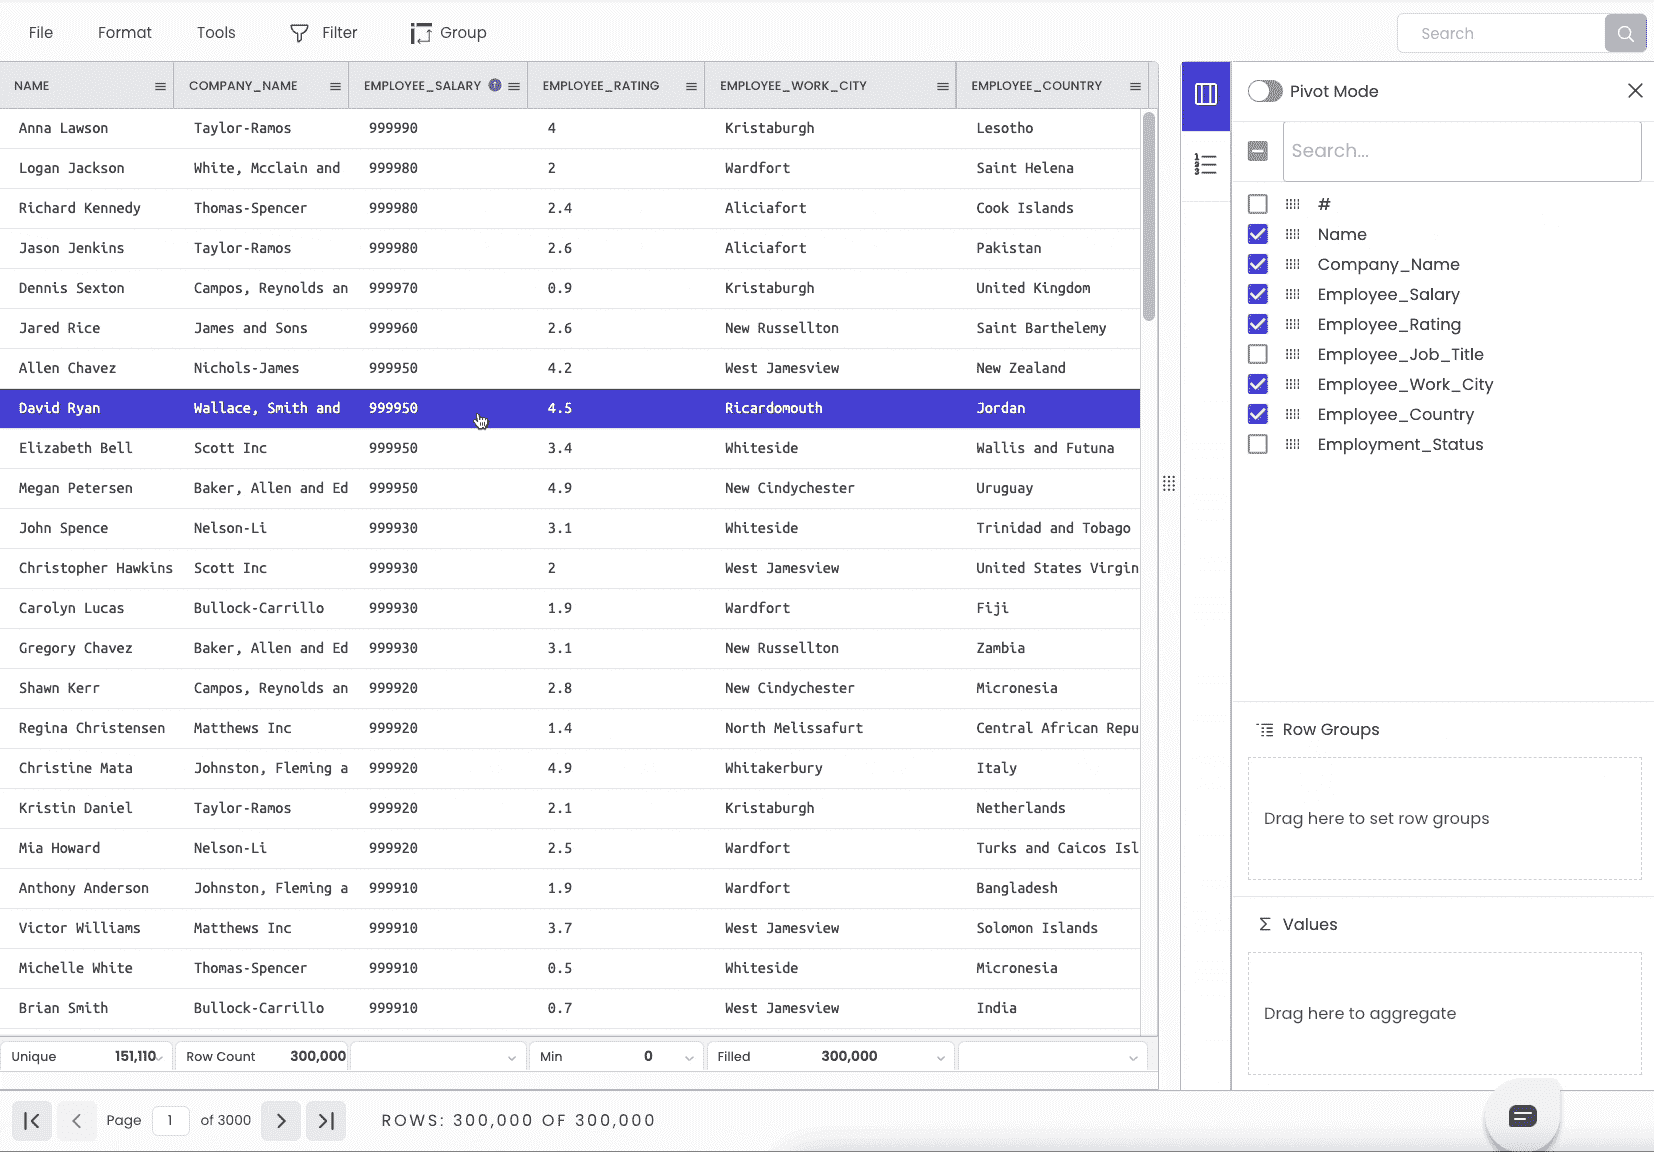 File Format Tools Filter Group Search
NAME COMPANY_NAME EMPLOYEE_SALARY EMPLOYEE_RATING EMPLOYEE_WORK_CITY EMPLOYEE_COUNTRY
Anna Lawson Taylor-Ramos 999990 4 Kristaburgh Lesotho
Logan Jackson White, Mcclain and 999980 2 Wardfort Saint Helena
Richard Kennedy Thomas-Spencer 999980 2.4 Aliciafort Cook Islands
Jason Jenkins Taylor-Ramos 999980 2.6 Aliciafort Pakistan
Dennis Sexton Campos, Reynolds an 999970 0.9 Kristaburgh United Kingdom
Jared Rice James and Sons 999960 2.6 New Russellton Saint Barthelemy
Allen Chavez Nichols-James 999950 4.2 West Jamesview New Zealand
David Ryan Wallace, Smith and 999950 4.5 Ricardomouth Jordan
Elizabeth Bell Scott Inc 999950 3.4 Whiteside Wallis and Futuna
Megan Petersen Baker, Allen and Ed 999950 4.9 New Cindychester Uruguay
John Spence Nelson-Li 999930 3.1 Whiteside Trinidad and Tobago
Christopher Hawkins Scott Inc 999930 2 West Jamesview United States Virgin
Carolyn Lucas Bullock-Carrillo 999930 1.9 Wardfort Fiji
Gregory Chavez Baker, Allen and Ed 999930 3.1 New Russellton Zambia
Shawn Kerr Campos, Reynolds an 999920 2.8 New Cindychester Micronesia
Regina Christensen Matthews Inc 999920 1.4 North Melissafurt Central African Repu
Christine Mata Johnston, Fleming a 999920 4.9 Whitakerbury Italy
Kristin Daniel Taylor-Ramos 999920 2.1 Kristaburgh Netherlands
Mia Howard Nelson-Li 999920 2.5 Wardfort Turks and Caicos Isl
Anthony Anderson Johnston, Fleming a 999910 1.9 Wardfort Bangladesh
Victor Williams Matthews Inc 999910 3.7 West Jamesview Solomon Islands
Michelle White Thomas-Spencer 999910 0.5 Whiteside Micronesia
Brian Smith Bullock-Carrillo 999910 0.7 West Jamesview India
Unique 151,110 Row Count 300,000 Min 0 Filled 300,000
Page 1 of 3000 ROWS: 300,000 OF 300,000
Pivot Mode
Search...
#
Name
Company_Name
Employee_Salary
Employee_Rating
Employee_Job_Title
Employee_Work_City
Employee_Country
Employment_Status
Row Groups
Drag here to set row groups
Σ Values
Drag here to aggregate